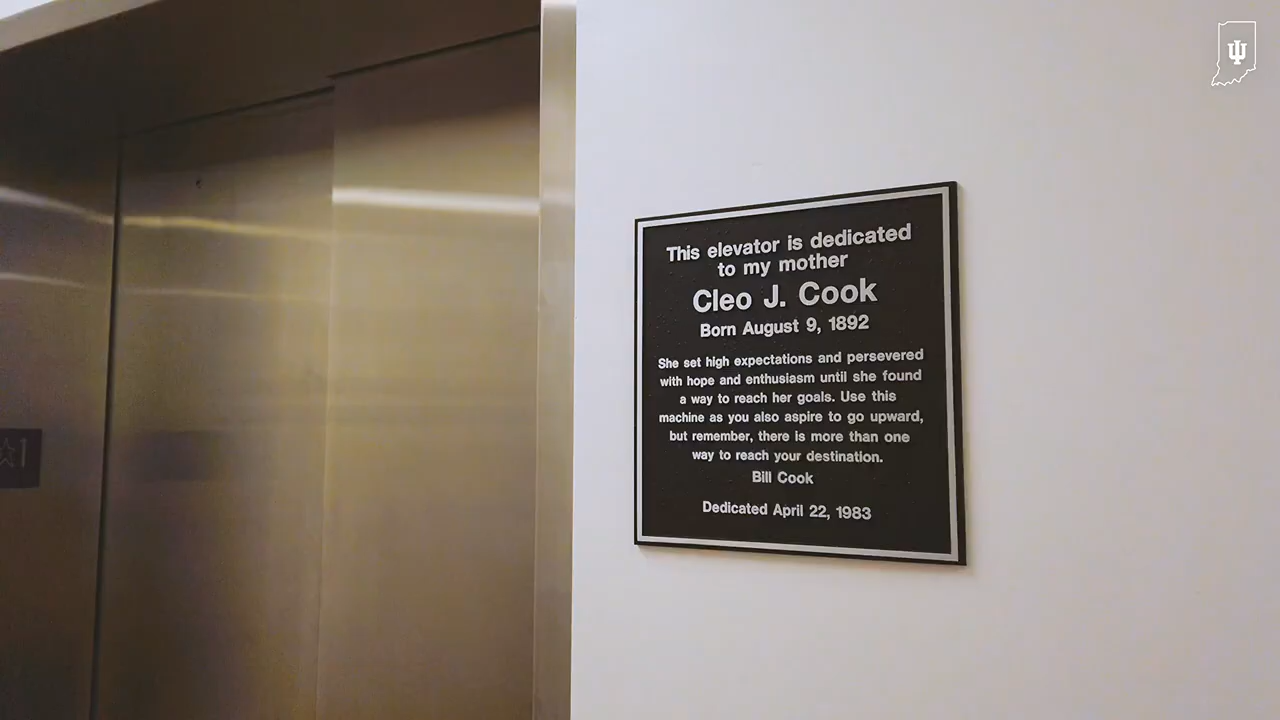 This elevator is dedicated
to my mother
Cleo J. Cook
Born August 9, 1892
She set high expectations and persevered
with hope and enthusiasm until she found
a way to reach her goals. Use this
machine as you also aspire to go upward,
but remember, there is more than one
way to reach your destination.
Bill Cook
Dedicated April 22, 1983
1